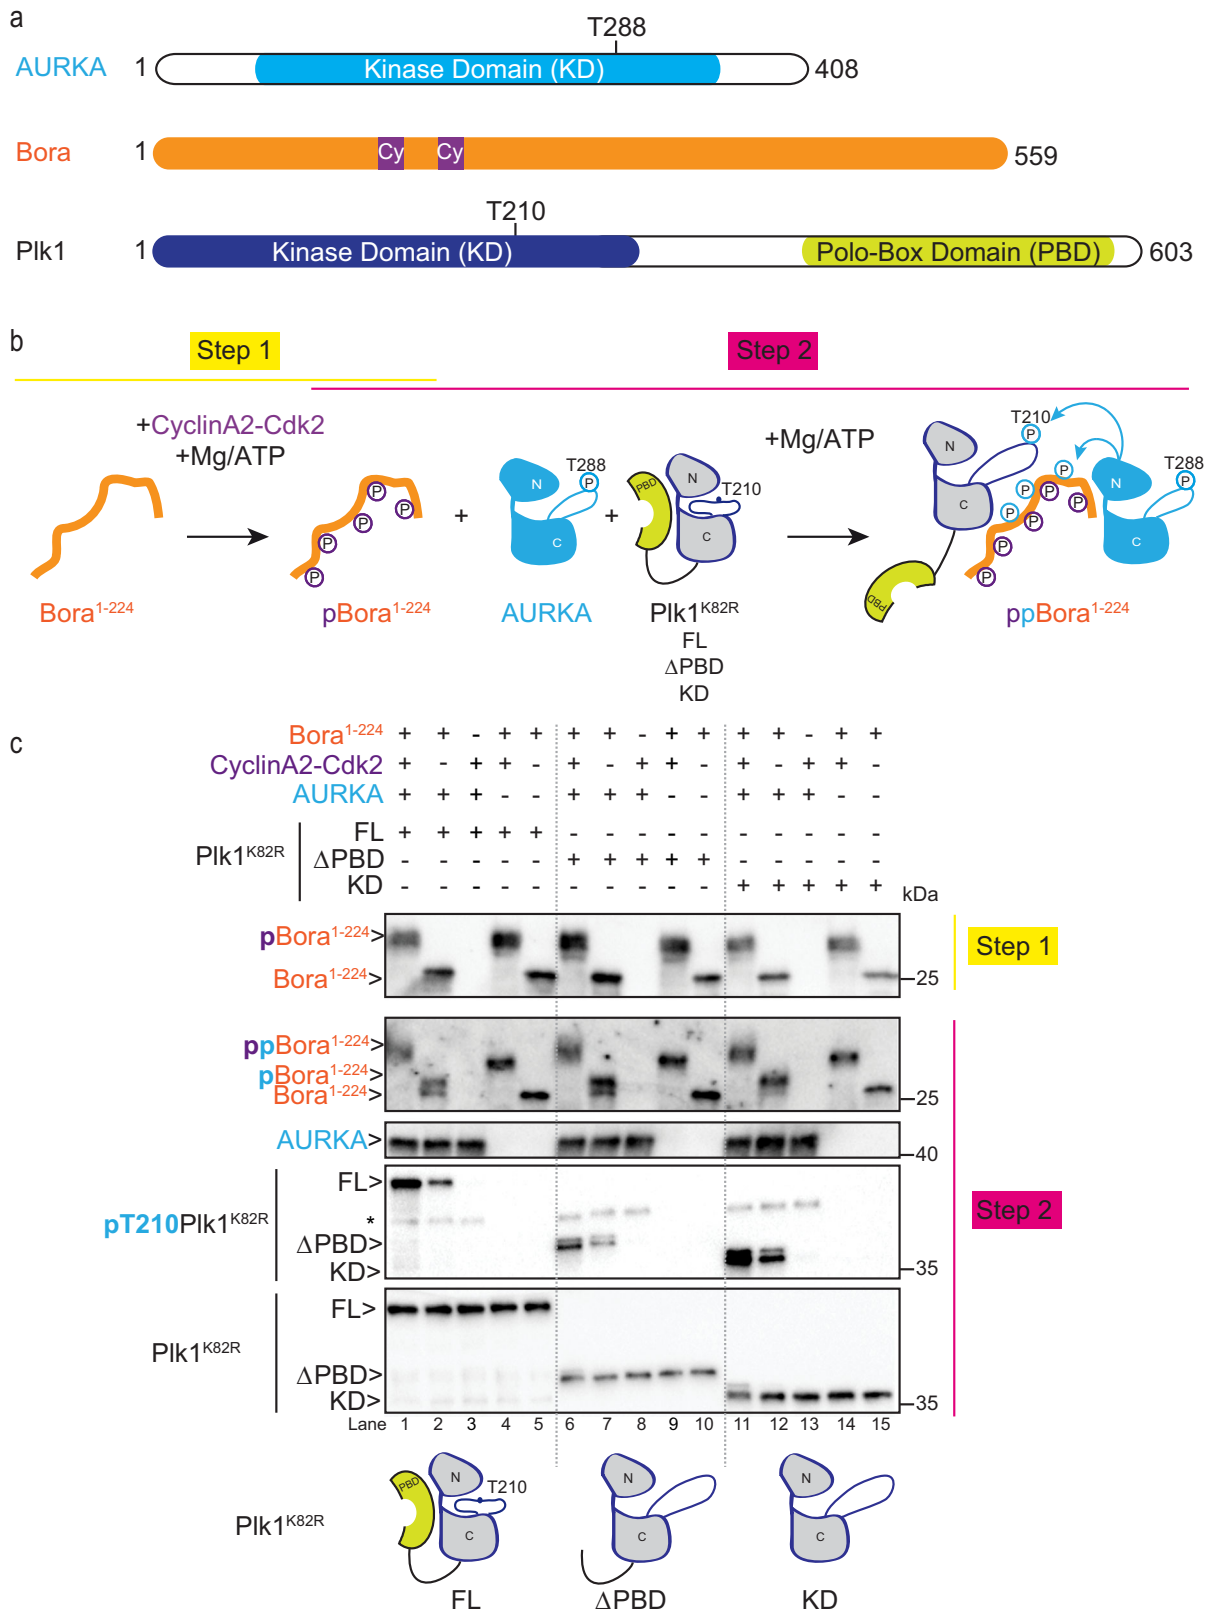 a
T288
AURKA 1 Kinase Domain (KD) 408
Bora 1 Cy Cy 559
T210
Plk1 1 Kinase Domain (KD) Polo-Box Domain (PBD) 603
b
Step 1 Step 2
+CyclinA2-Cdk2
+Mg/ATP
P P P P P
+
N C T288 P
+
PBD N T210 C
+Mg/ATP
N C T210 P PBD
P P P P P P P P
N C T288 P
Bora1-224 pBora1-224 AURKA Plk1K82R ppBora1-224
FL
ΔPBD
KD
c
Bora1-224 + + - + + + + - + + + + - + +
CyclinA2-Cdk2 + - + + - + - + + - + - + + -
AURKA + + + - - + + + - - + + + - -
Plk1K82R
FL + + + + + - - - - - - - - - -
ΔPBD - - - - - + + + + + - - - - -
KD - - - - - - - - - - + + + + +
kDa
pBora1-224>
Bora1-224>
25
Step 1
ppBora1-224>
pBora1-224>
Bora1-224>
25
AURKA>
40
pT210Plk1K82R
FL>
*
ΔPBD>
KD>
35
Step 2
Plk1K82R
FL>
ΔPBD>
KD>
35
Lane 1 2 3 4 5 6 7 8 9 10 11 12 13 14 15
Plk1K82R
PBD N T210 C
N C
N C
FL ΔPBD KD